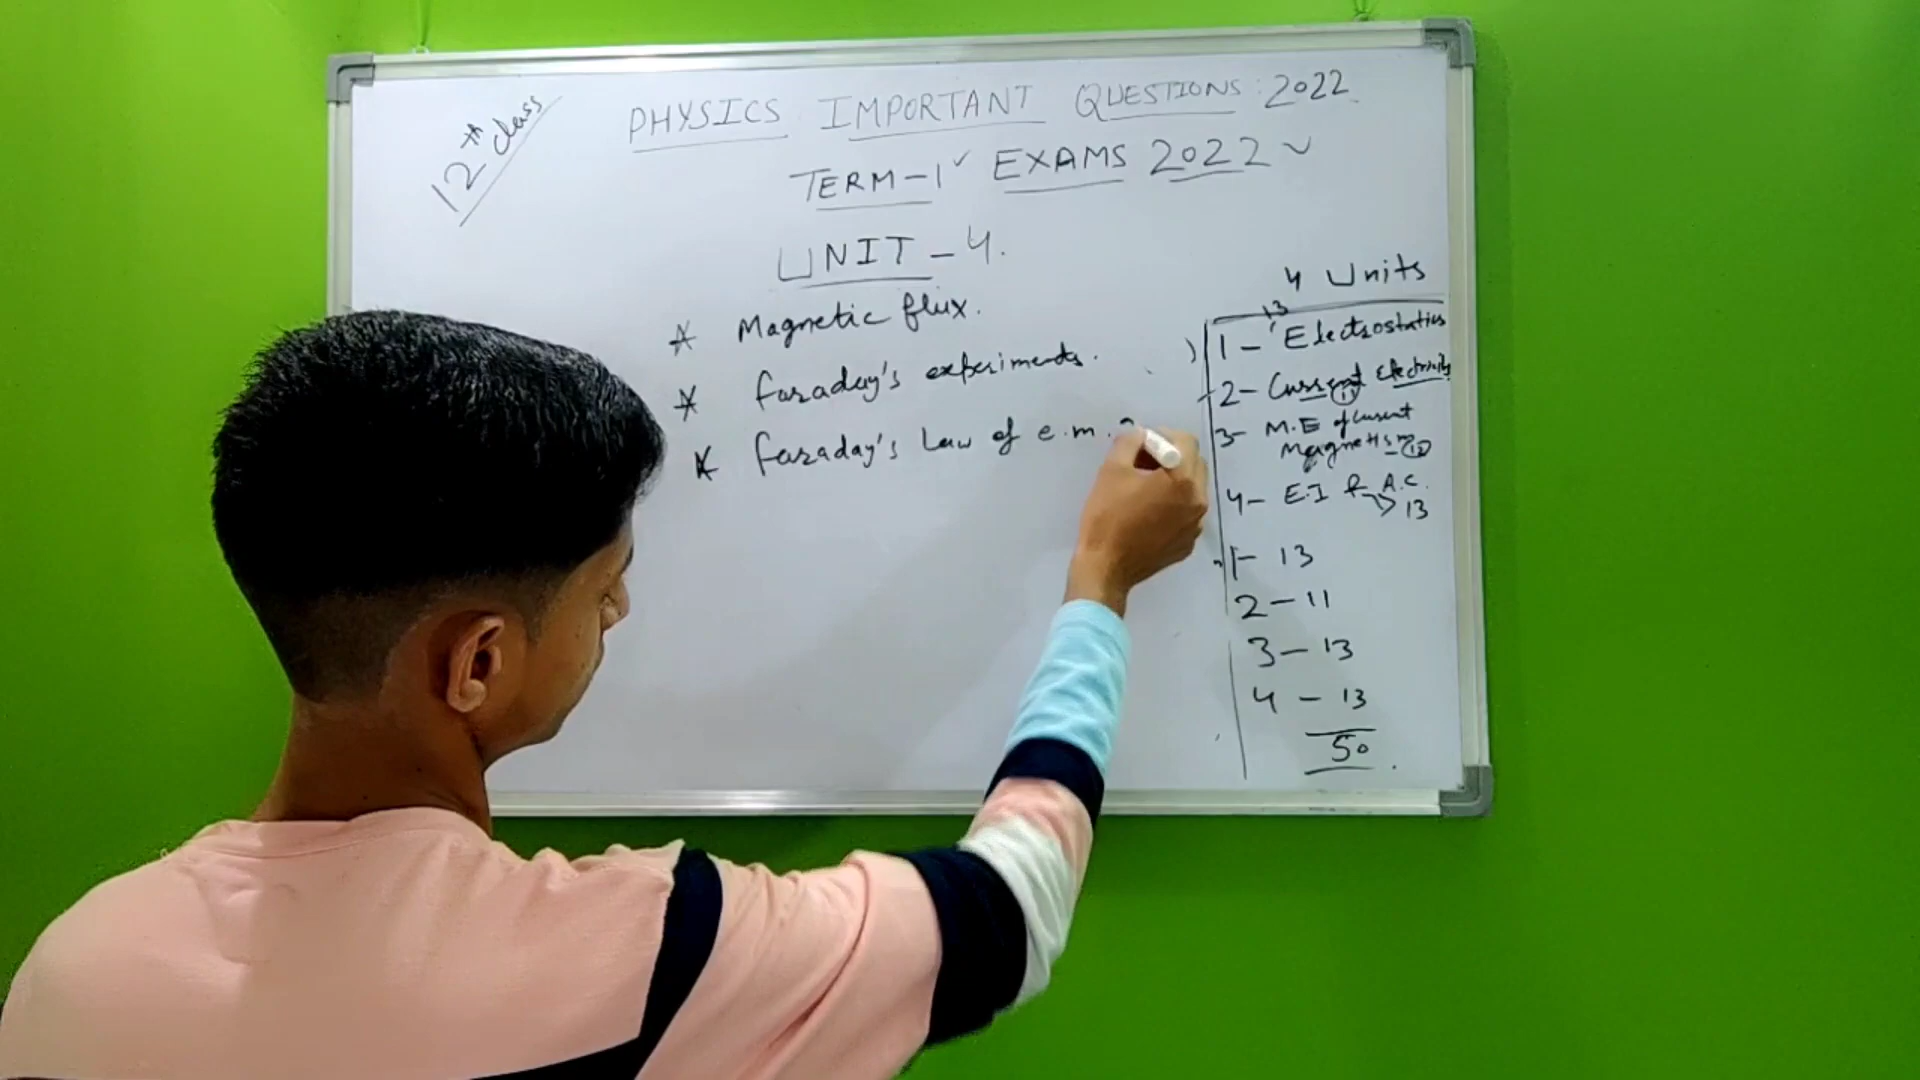 12th class
PHYSICS IMPORTANT QUESTIONS : 2022
TERM-1 EXAMS 2022
UNIT - 4.
Magnetic flux.
faraday's experiments.
faraday's Law of e.m.
4 Units
13
1 - Electrostatics
2 - Current Electricity
11
3 - M.E of current
Magnetism -
4 - E.I & A.C.
13
1 - 13
2 - 11
3 - 13
4 - 13
50